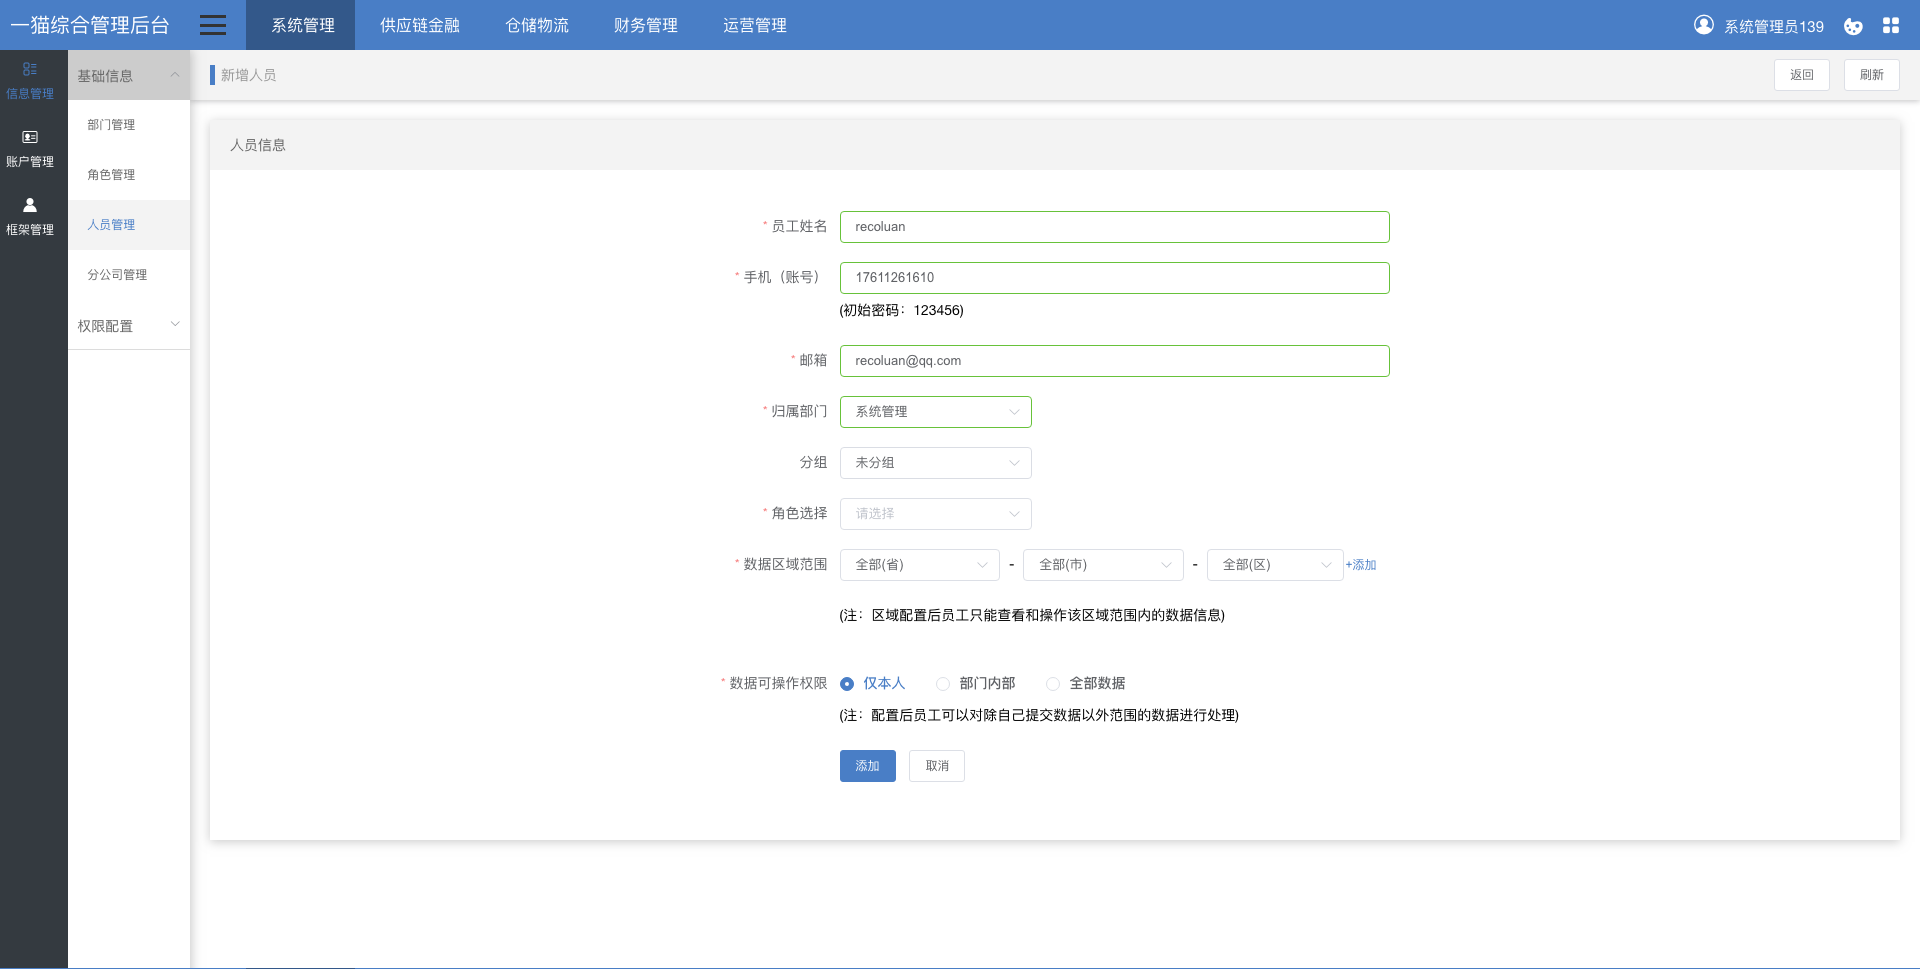 一猫综合管理后台
系统管理 供应链金融 仓储物流 财务管理 运营管理
系统管理员139
信息管理
账户管理
框架管理
基础信息
部门管理
角色管理
人员管理
分公司管理
权限配置
新增人员
返回 刷新
人员信息
* 员工姓名 recoluan
* 手机（账号） 17611261610
(初始密码：123456)
* 邮箱 recoluan@qq.com
* 归属部门 系统管理
分组 未分组
* 角色选择 请选择
* 数据区域范围 全部(省) - 全部(市) - 全部(区) +添加
(注：区域配置后员工只能查看和操作该区域范围内的数据信息)
* 数据可操作权限 仅本人 部门内部 全部数据
(注：配置后员工可以对除自己提交数据以外范围的数据进行处理)
添加 取消